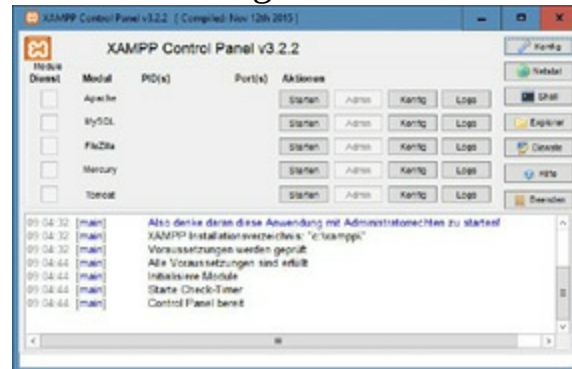 XAMPP Control Panel v3.2.2 [ Compiled: Nov 12th 2015 ]
XAMPP Control Panel v3.2.2
Konfig
Netstat
Shell
Explorer
Dienste
Hilfe
Beenden
Module
Dienst Modul PID(s) Port(s) Aktionen
Apache Starten Admin Konfig Logs
MySQL Starten Admin Konfig Logs
FileZilla Starten Admin Konfig Logs
Mercury Starten Admin Konfig Logs
Tomcat Starten Admin Konfig Logs
09:04:32 [main] Also denke daran diese Anwendung mit Administratorrechten zu starten!
09:04:32 [main] XAMPP Installationsverzeichnis: "c:\xampp\"
09:04:32 [main] Voraussetzungen werden geprüft
09:04:44 [main] Alle Voraussetzungen sind erfüllt
09:04:44 [main] Initialisiere Module
09:04:44 [main] Starte Check-Timer
09:04:44 [main] Control Panel bereit